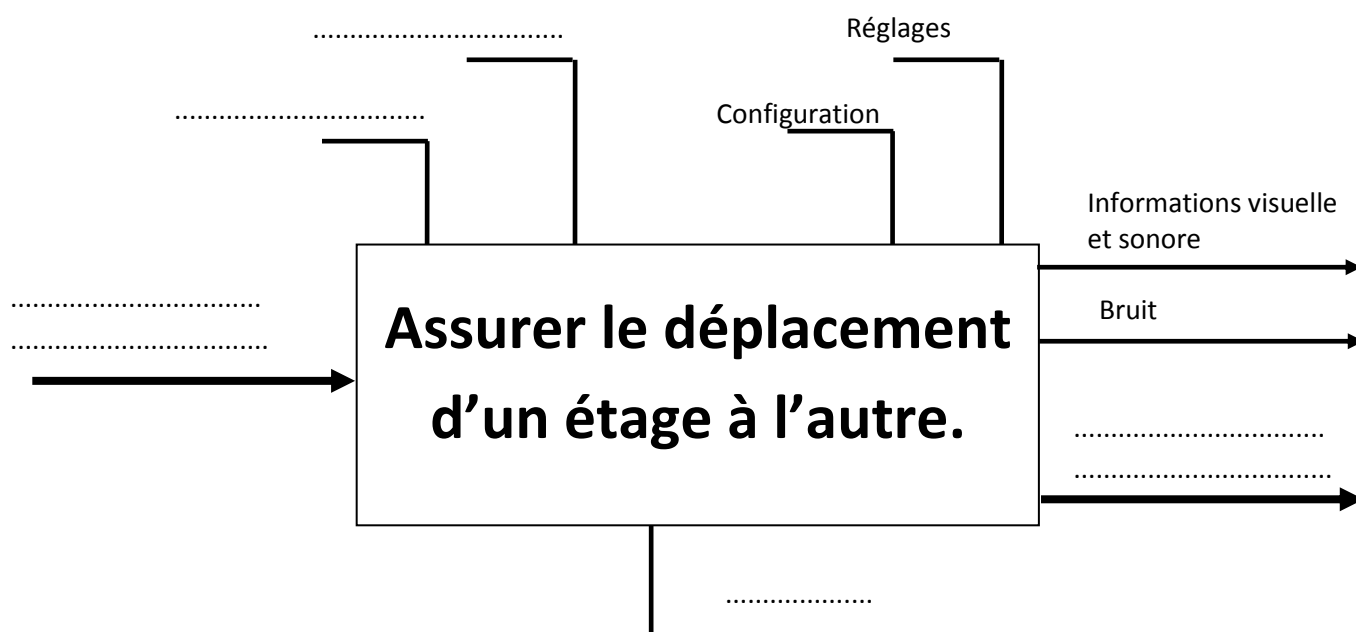 ..................................
Réglages
..................................
Configuration
Informations visuelle
et sonore
..................................
Bruit
...................................
Assurer le déplacement
d’un étage à l’autre.
..................................
...................................
....................